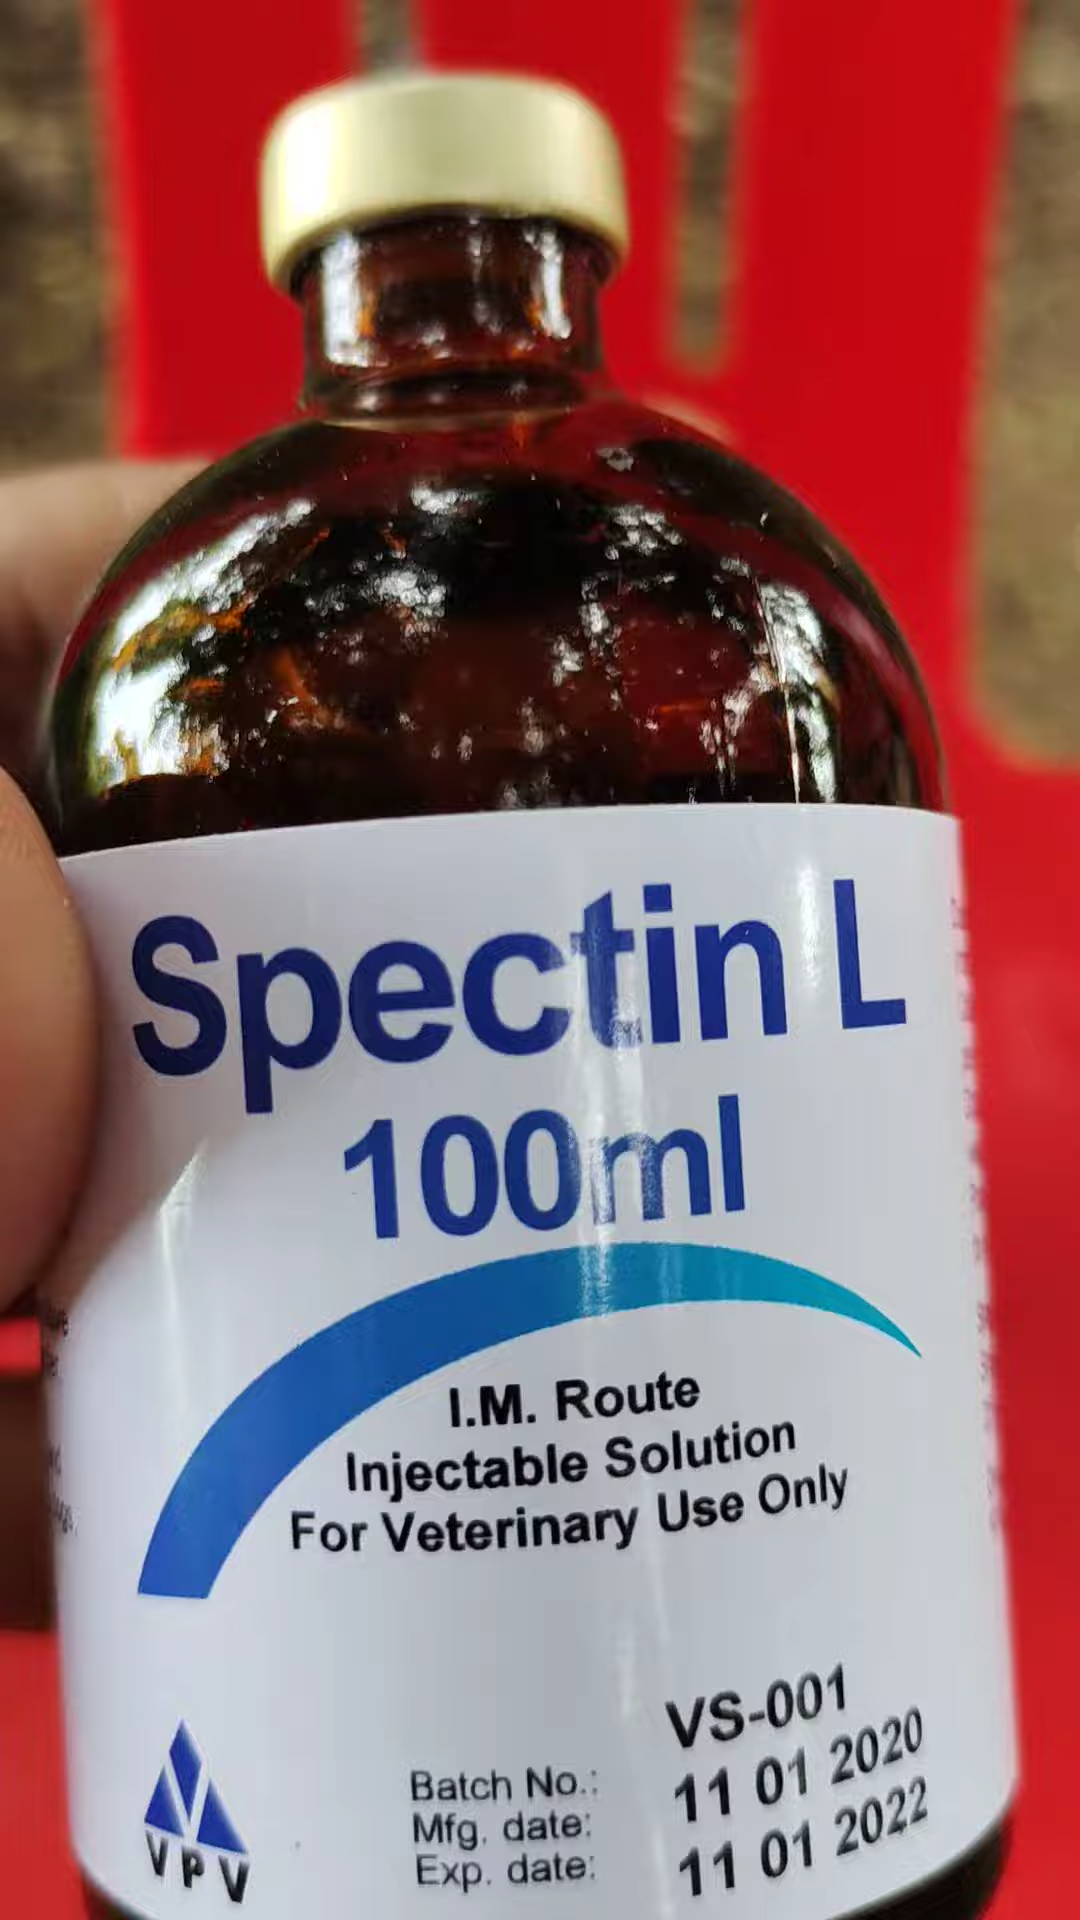 Spectin L
100ml
I.M. Route
Injectable Solution
For Veterinary Use Only
VPV
Batch No.: VS-001
Mfg. date: 11 01 2020
Exp. date: 11 01 2022